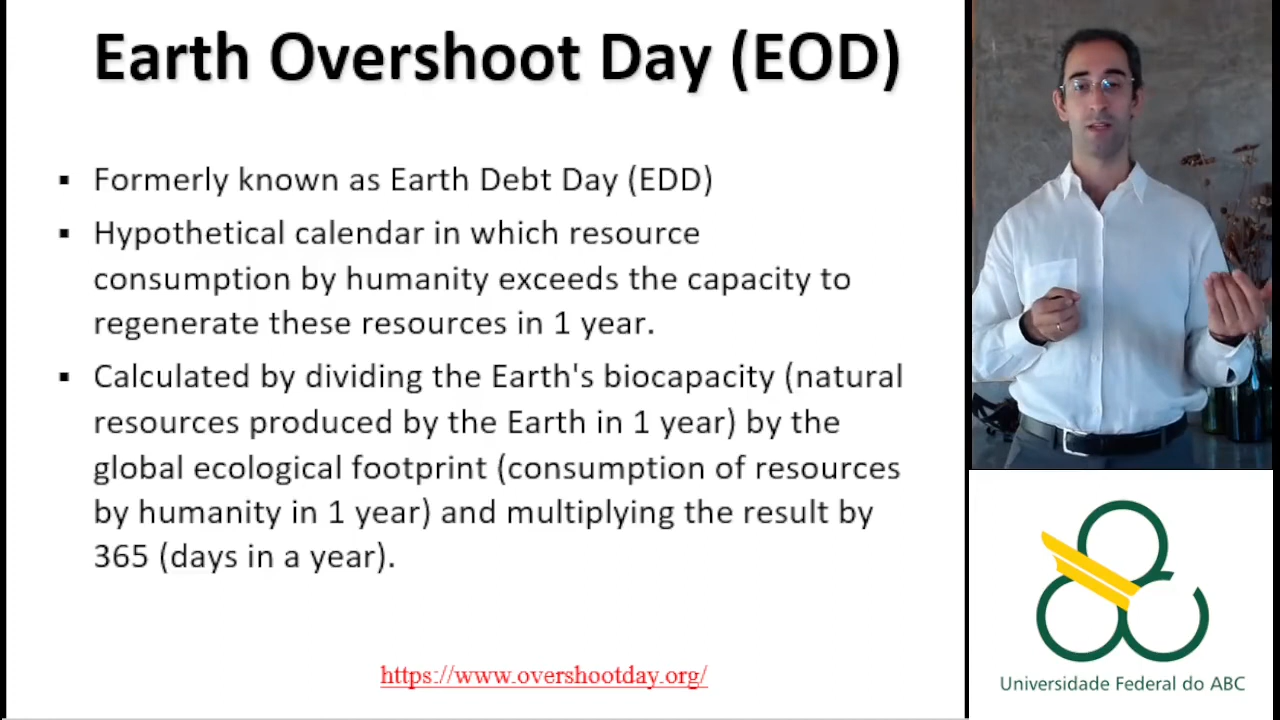 Earth Overshoot Day (EOD)
▪ Formerly known as Earth Debt Day (EDD)
▪ Hypothetical calendar in which resource
consumption by humanity exceeds the capacity to
regenerate these resources in 1 year.
▪ Calculated by dividing the Earth's biocapacity (natural
resources produced by the Earth in 1 year) by the
global ecological footprint (consumption of resources
by humanity in 1 year) and multiplying the result by
365 (days in a year).
https://www.overshootday.org/
Universidade Federal do ABC